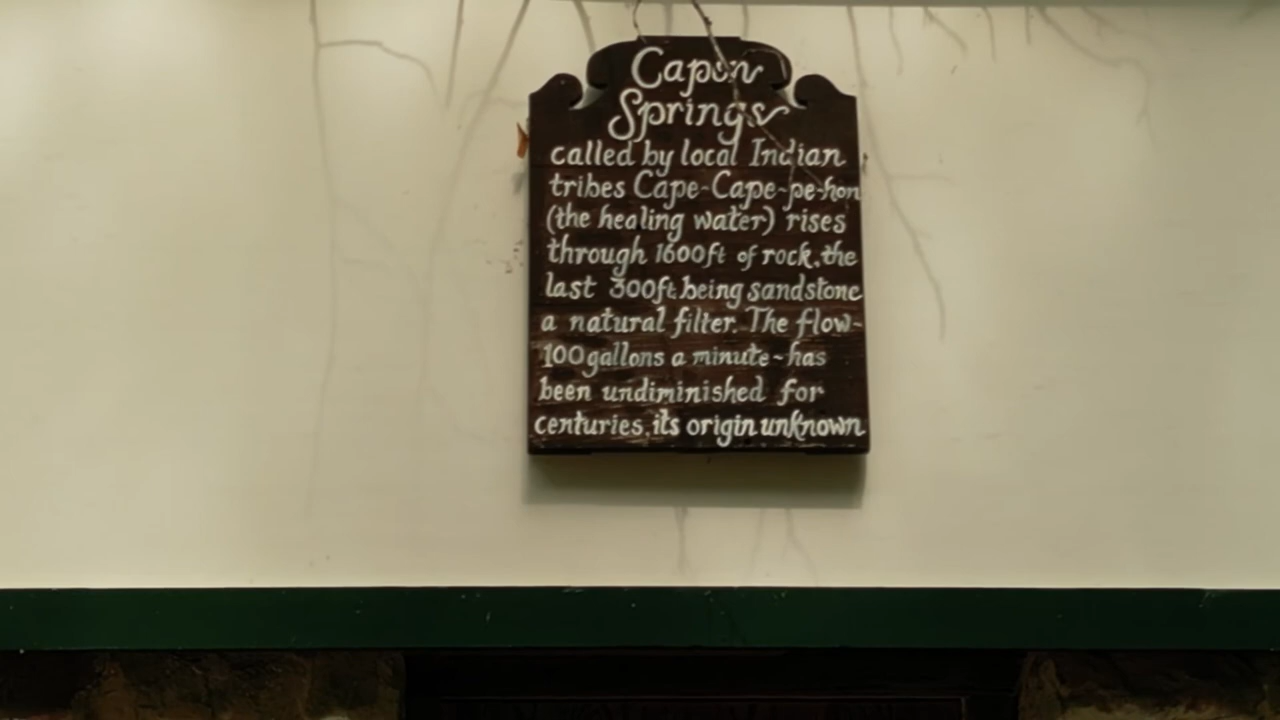 Capon
Springs
called by local Indian
tribes Cape-Cape-pe-hon
(the healing water) rises
through 1600ft of rock, the
last 300ft. being sandstone
a natural filter. The flow-
100 gallons a minute-has
been undiminished for
centuries, its origin unknown